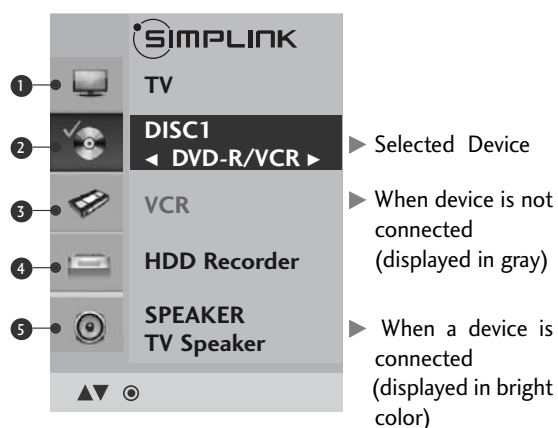 SIMPLINK
1 TV
2 DISC1
◄ DVD-R/VCR ►
► Selected Device
3 VCR
► When device is not
connected
(displayed in gray)
4 HDD Recorder
5 SPEAKER
TV Speaker
► When a device is
connected
(displayed in bright
color)
▲▼ ◉